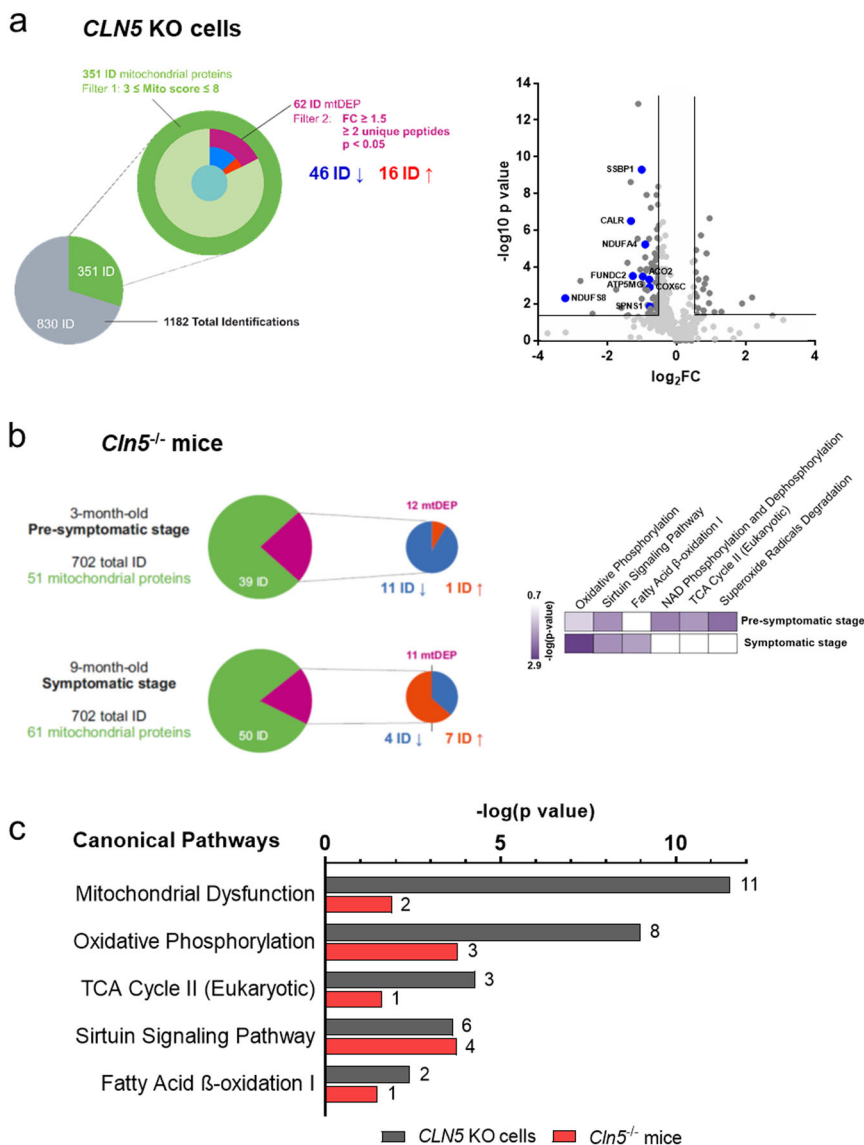 a
CLN5 KO cells
351 ID mitochondrial proteins
Filter 1: 3 ≤ Mito score ≤ 8
62 ID mtDEP
Filter 2: FC ≥ 1.5
≥ 2 unique peptides
p < 0.05
46 ID ↓ 16 ID ↑
351 ID
830 ID
1182 Total Identifications
14
12
10
8
6
4
2
0
-log10 p value
SSBP1
CALR
NDUFA4
FUNDC2
ACO2
ATP5MG
COX6C
NDUFS8
SPNS1
-4 -2 0 2 4
log2FC
b
Cln5-/- mice
3-month-old
Pre-symptomatic stage
702 total ID
51 mitochondrial proteins
39 ID
12 mtDEP
11 ID ↓ 1 ID ↑
9-month-old
Symptomatic stage
702 total ID
61 mitochondrial proteins
50 ID
11 mtDEP
4 ID ↓ 7 ID ↑
Oxidative Phosphorylation
Sirtuin Signaling Pathway
Fatty Acid β-oxidation I
NAD Phosphorylation and Dephosphorylation
TCA Cycle II (Eukaryotic)
Superoxide Radicals Degradation
0.7
2.9
-log(p-value)
Pre-symptomatic stage
Symptomatic stage
c
-log(p value)
Canonical Pathways
0 5 10
Mitochondrial Dysfunction
11
2
Oxidative Phosphorylation
8
3
TCA Cycle II (Eukaryotic)
3
1
Sirtuin Signaling Pathway
6
4
Fatty Acid ß-oxidation I
2
1
CLN5 KO cells
Cln5-/- mice